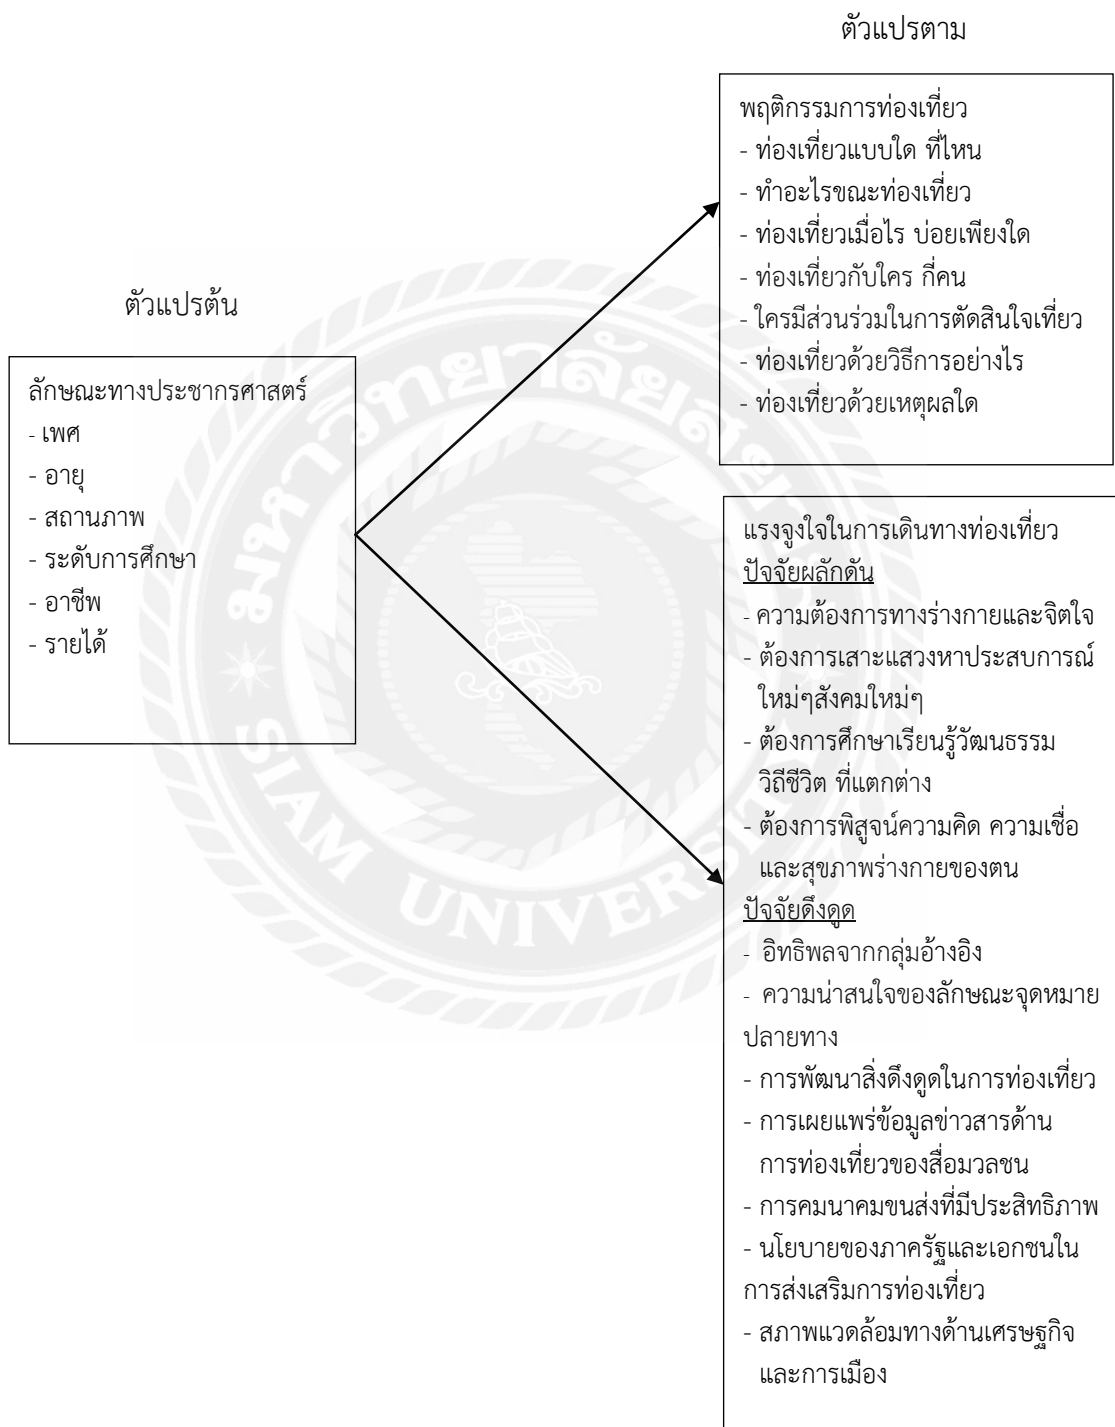 ตัวแปรตาม
พฤติกรรมการท่องเที่ยว
- ท่องเที่ยวแบบใด ที่ไหน
- ทำอะไรขณะท่องเที่ยว
- ท่องเที่ยวเมื่อไร บ่อยเพียงใด
- ท่องเที่ยวกับใคร กี่คน
- ใครมีส่วนร่วมในการตัดสินใจเที่ยว
- ท่องเที่ยวด้วยวิธีการอย่างไร
- ท่องเที่ยวด้วยเหตุผลใด
ตัวแปรต้น
ลักษณะทางประชากรศาสตร์
- เพศ
- อายุ
- สถานภาพ
- ระดับการศึกษา
- อาชีพ
- รายได้
แรงจูงใจในการเดินทางท่องเที่ยว
ปัจจัยผลักดัน
- ความต้องการทางร่างกายและจิตใจ
- ต้องการเสาะแสวงหาประสบการณ์
ใหม่ๆสังคมใหม่ๆ
- ต้องการศึกษาเรียนรู้วัฒนธรรม
วิถีชีวิต ที่แตกต่าง
- ต้องการพิสูจน์ความคิด ความเชื่อ
และสุขภาพร่างกายของตน
ปัจจัยดึงดูด
- อิทธิพลจากกลุ่มอ้างอิง
- ความน่าสนใจของลักษณะจุดหมาย
ปลายทาง
- การพัฒนาสิ่งดึงดูดในการท่องเที่ยว
- การเผยแพร่ข้อมูลข่าวสารด้าน
การท่องเที่ยวของสื่อมวลชน
- การคมนาคมขนส่งที่มีประสิทธิภาพ
- นโยบายของภาครัฐและเอกชนใน
การส่งเสริมการท่องเที่ยว
- สภาพแวดล้อมทางด้านเศรษฐกิจ
และการเมือง
มหาวิทยาลัยสยาม
SIAM UNIVERSITY